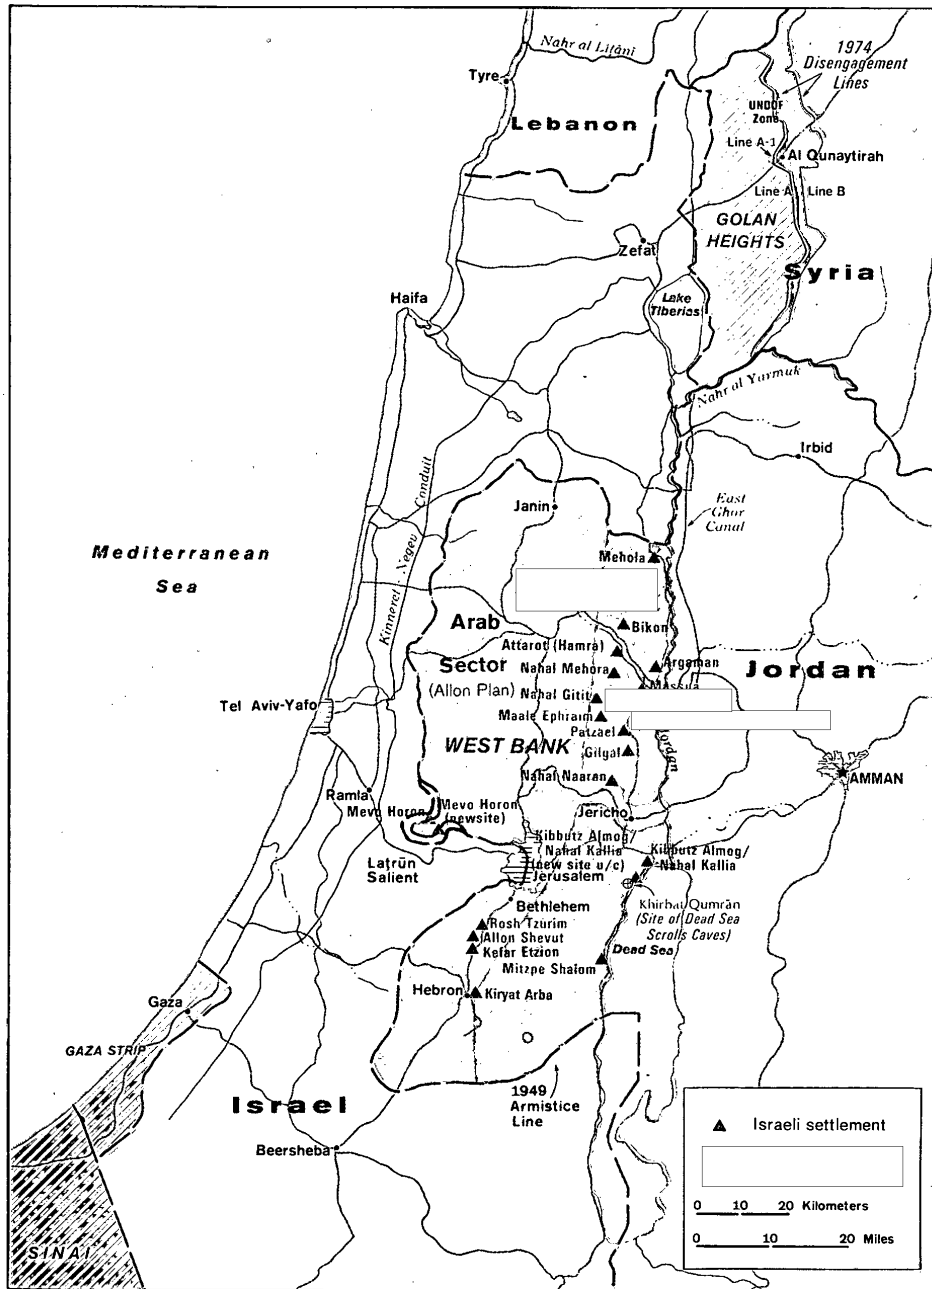 Nahr al Lītānī
1974
Disengagement
Lines
Tyre
UNDOF
Zone
Lebanon
Line A-1
Al Qunaytirah
Line A
Line B
GOLAN
HEIGHTS
Zefat
Syria
Haifa
Lake
Tiberias
Nahr al Yarmuk
Irbid
Kinneret - Negev Conduit
East
Ghor
Canal
Janin
Mediterranean
Sea
Mehola
Arab
Bikon
Attarot (Hamra)
Sector
Nahal Mehora
Argaman
Jordan
(Allon Plan)
Massua
Nahal Gitit
Tel Aviv-Yafo
Maale Ephraim
Patzael
WEST BANK
Gilgal
Jordan
Nahal Naaran
AMMAN
Ramla
Mevo Horon
Mevo Horon
(newsite)
Jericho
Kibbutz Almog/
Nahal Kallia
(new site u/c)
Kibbutz Almog/
Nahal Kallia
Laţrūn
Salient
Jerusalem
Bethlehem
Khirbat Qumrān
(Site of Dead Sea
Scrolls Caves)
Rosh Tzurim
Allon Shevut
Kefar Etzion
Dead Sea
Mitzpe Shalom
Hebron
Kiryat Arba
Gaza
GAZA STRIP
1949
Armistice
Line
Israel
Beersheba
SINAI
Israeli settlement
0 10 20 Kilometers
0 10 20 Miles